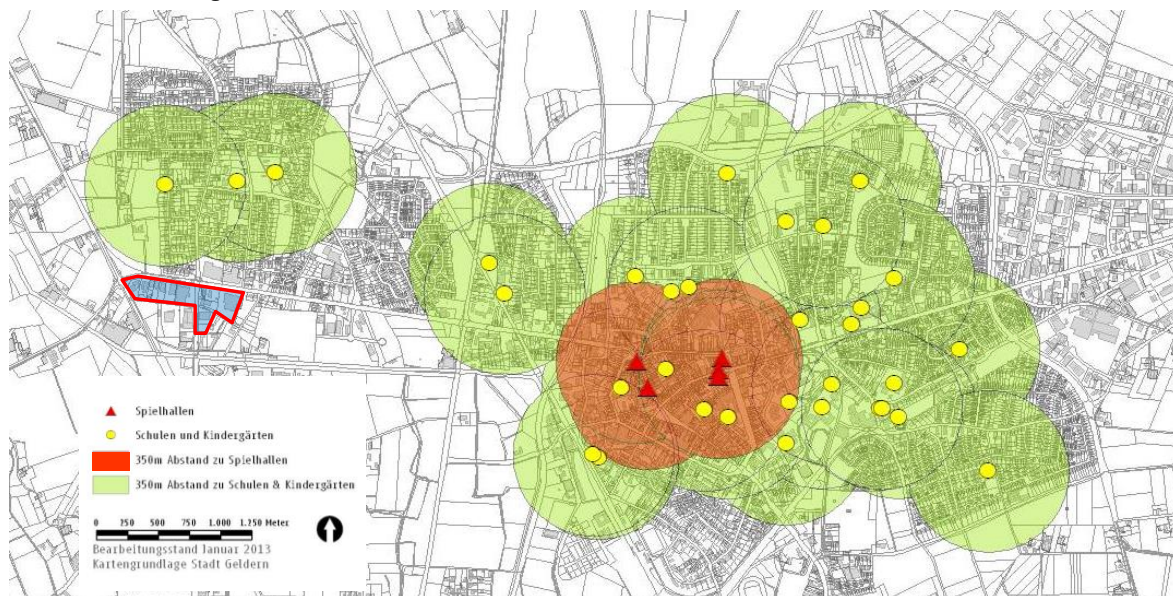 Spielhallen
Schulen und Kindergärten
350m Abstand zu Spielhallen
350m Abstand zu Schulen & Kindergärten
0 250 500 750 1.000 1.250 Meter
Bearbeitungsstand Januar 2013
Kartengrundlage Stadt Geldern